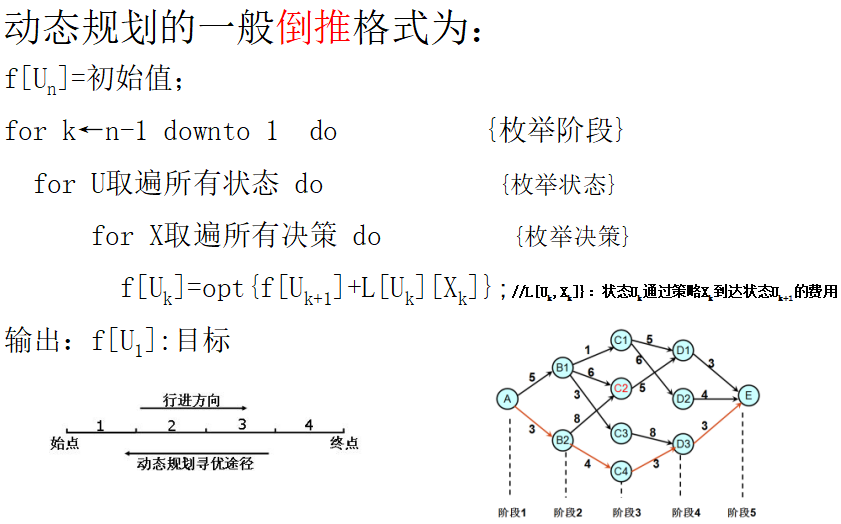 动态规划的一般倒推格式为：
f[Un]=初始值；
for k←n-1 downto 1 do {枚举阶段}
for U取遍所有状态 do {枚举状态}
for X取遍所有决策 do {枚举决策}
f[Uk]=opt{f[Uk+1]+L[Uk][Xk]};//L[Uk,Xk]}：状态Uk通过策略Xk到达状态Uk+1的费用
输出：f[U1]:目标
行进方向
1 2 3 4
始点 终点
动态规划寻优途径
C1 5 D1
1 6 3
B1 6 C2 5
5 3 D2 4 E
A
3 8 3
B2 C3 8 D3
4 C4 3
阶段1 阶段2 阶段3 阶段4 阶段5